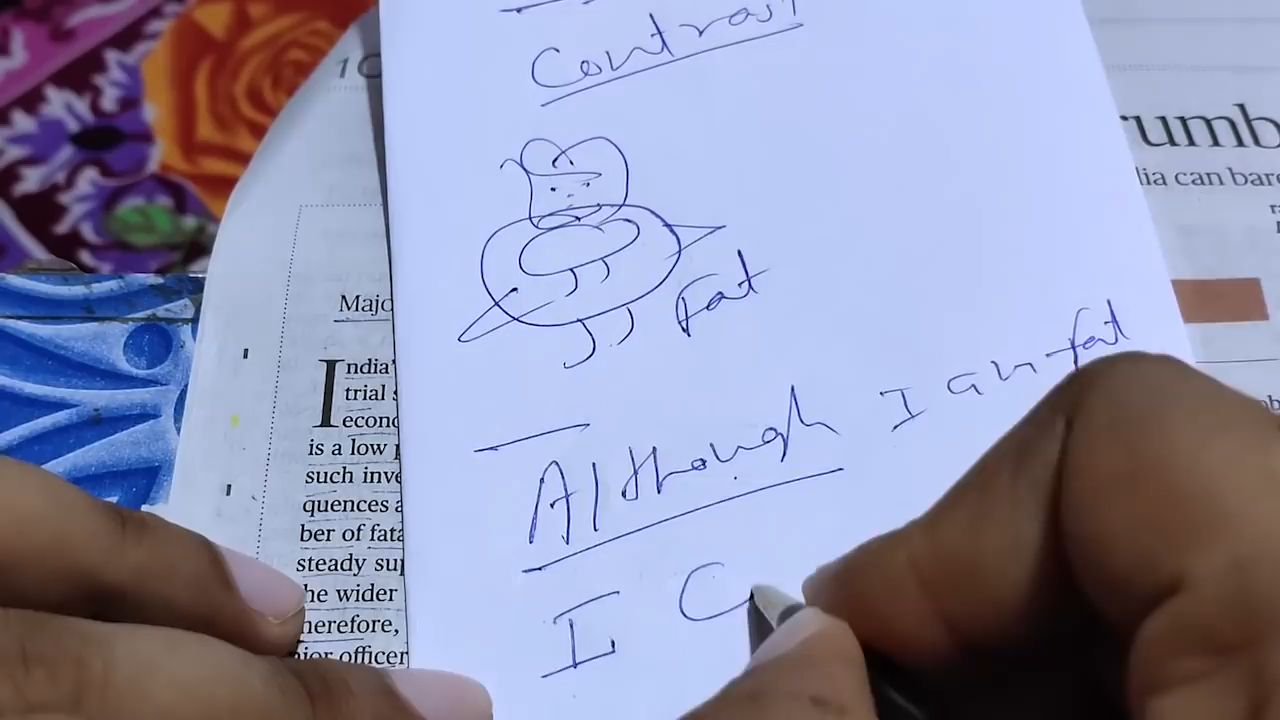 Contrast
10
Fat
Majo
India'
trial s
econo
is a low p
such inve
quences a
ber of fata
steady sup
he wider
herefore,
nior officer
rumb
lia can bare
Although I am fat
I C